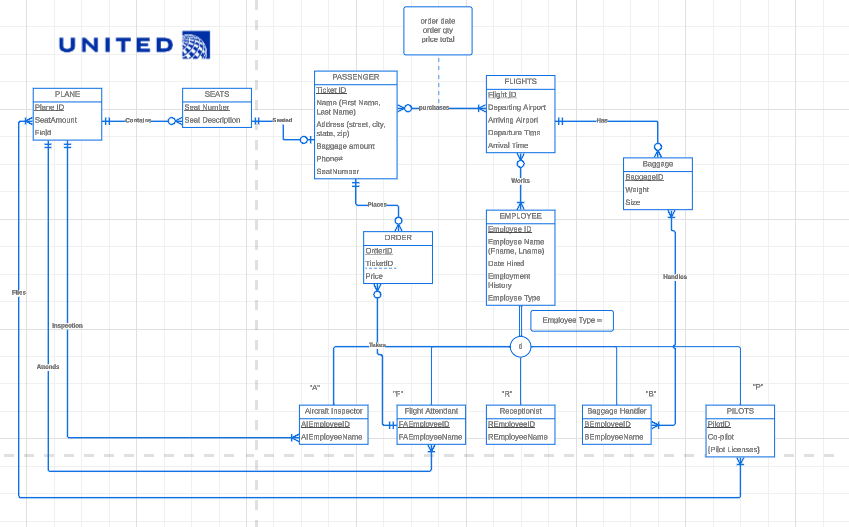 order date
order qty
price total
UNITED
PASSENGER
Ticket ID
Name (First Name,
Last Name)
Address (street, city,
state, zip)
Baggage amount
Phone#
SeatNumber
FLIGHTS
Flight ID
Departing Airport
Arriving Airport
Departure Time
Arrival Time
PLANE
Plane ID
SeatAmount
Field
SEATS
Seat Number
Seat Description
Contains
Seated
purchases
Has
Baggage
BaggageID
Weight
Size
Works
Places
EMPLOYEE
Employee ID
Employee Name
(Fname, Lname)
Date Hired
Employment
History
Employee Type
ORDER
OrderID
TicketID
Price
Handles
Flies
Inspection
Employee Type =
d
Takes
Attends
"A"
"F"
"R"
"B"
"P"
Aircraft Inspector
AIEmployeeID
AIEmployeeName
Flight Attendant
FAEmployeeID
FAEmployeeName
Receptionist
REmployeeID
REmployeeName
Baggage Handler
BEmployeeID
BEmployeeName
PILOTS
PilotID
Co-pilot
{Pilot Licenses}